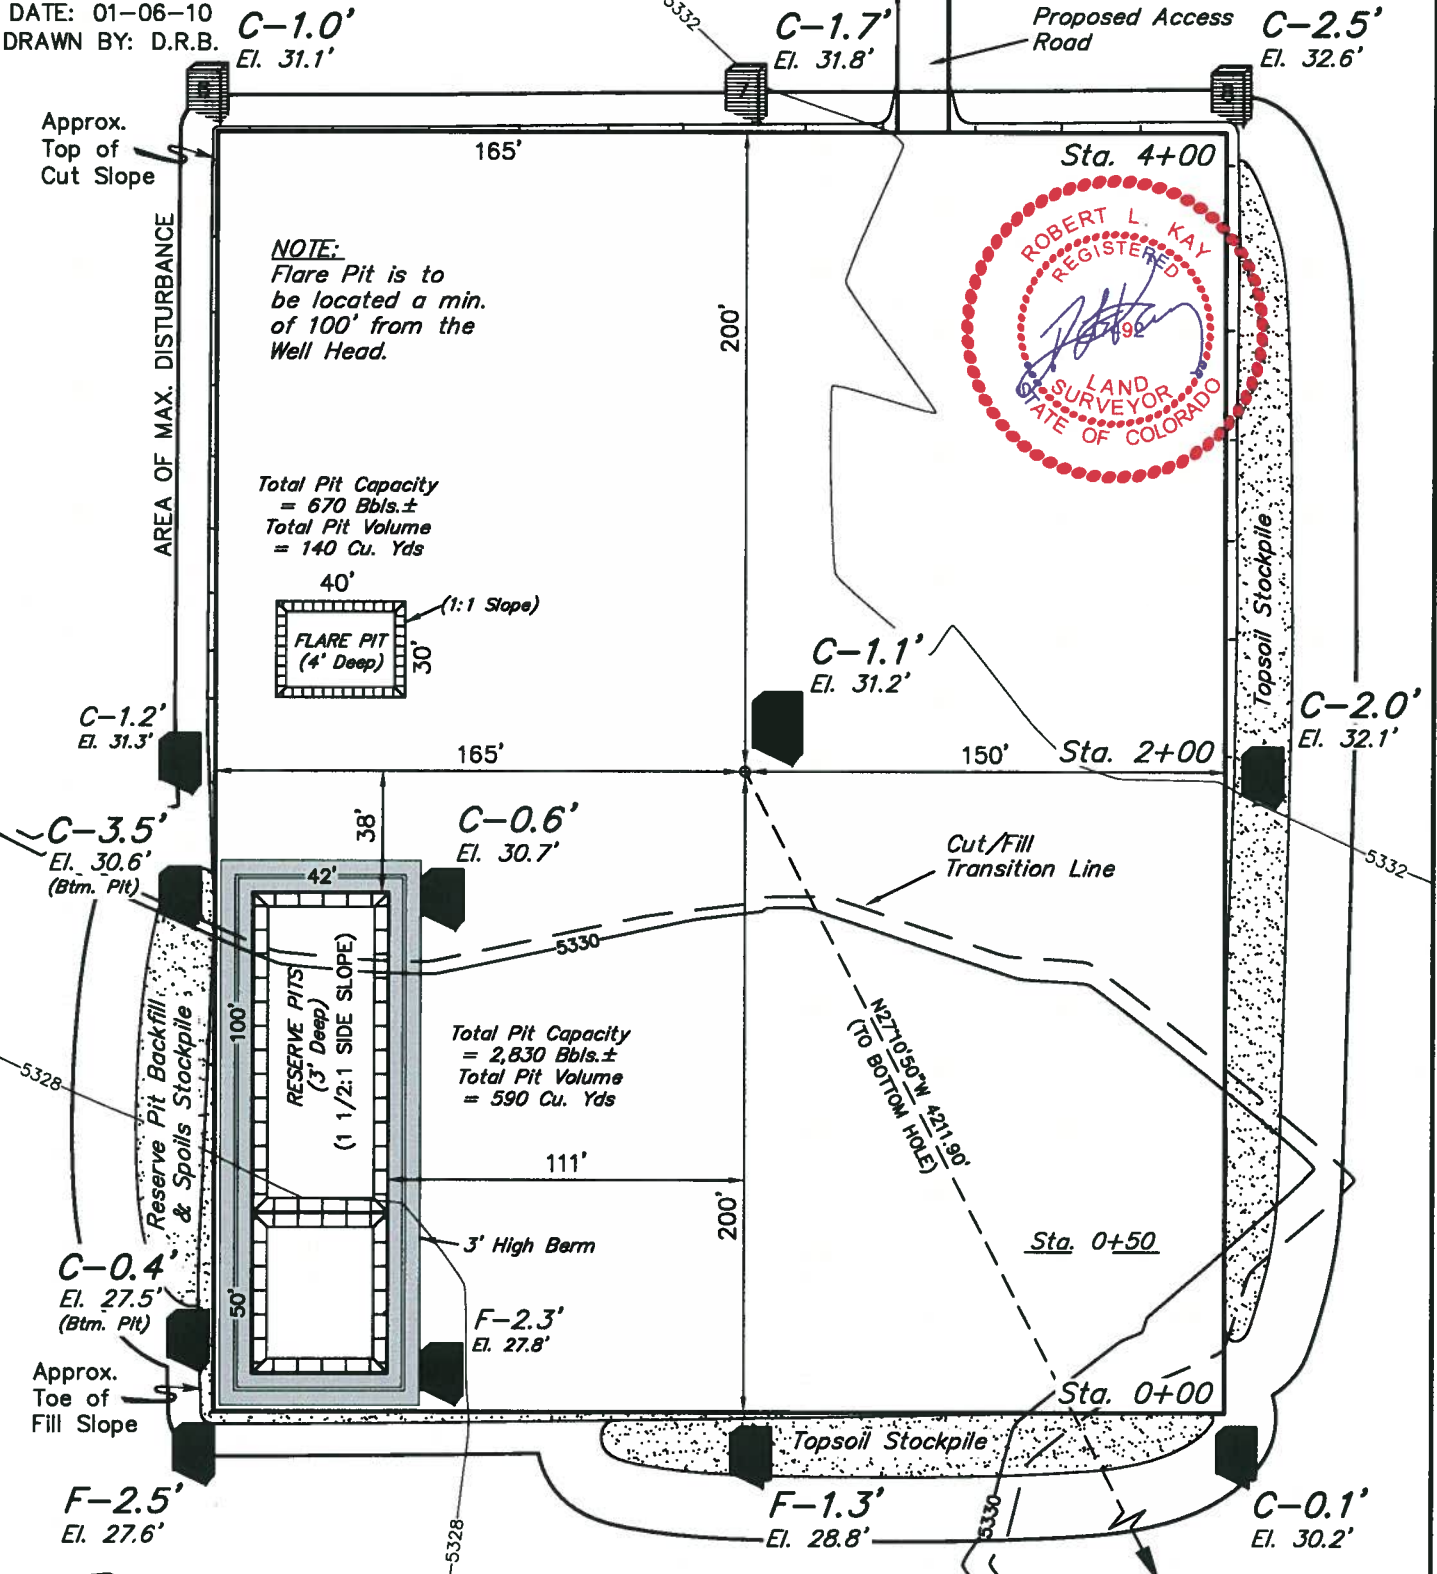 DATE: 01-06-10
DRAWN BY: D.R.B.
C-1.0'
El. 31.1'
5332
C-1.7'
El. 31.8'
Proposed Access
Road
C-2.5'
El. 32.6'
7
8
Approx.
Top of
Cut Slope
165'
Sta. 4+00
AREA OF MAX. DISTURBANCE
NOTE:
Flare Pit is to
be located a min.
of 100' from the
Well Head.
200'
ROBERT L. KAY
REGISTERED
LAND
SURVEYOR
STATE OF COLORADO
Total Pit Capacity
= 670 Bbls.±
Total Pit Volume
= 140 Cu. Yds
40'
(1:1 Slope)
FLARE PIT
(4' Deep)
30'
Topsoil Stockpile
C-1.1'
El. 31.2'
C-1.2'
El. 31.3'
C-2.0'
El. 32.1'
165'
150'
Sta. 2+00
38'
C-3.5'
El. 30.6'
(Btm. Pit)
C-0.6'
El. 30.7'
Cut/Fill
Transition Line
5332
42'
5330
100'
RESERVE PITS
(3' Deep)
(1 1/2:1 SIDE SLOPE)
Reserve Pit Backfill
& Spoils Stockpile
5328
Total Pit Capacity
= 2,830 Bbls.±
Total Pit Volume
= 590 Cu. Yds
N27°10'50"W 4211.90'
(TO BOTTOM HOLE)
111'
200'
3' High Berm
Sta. 0+50
C-0.4'
El. 27.5'
(Btm. Pit)
50'
F-2.3'
El. 27.8'
Approx.
Toe of
Fill Slope
Sta. 0+00
Topsoil Stockpile
F-2.5'
El. 27.6'
5328
F-1.3'
El. 28.8'
5330
C-0.1'
El. 30.2'